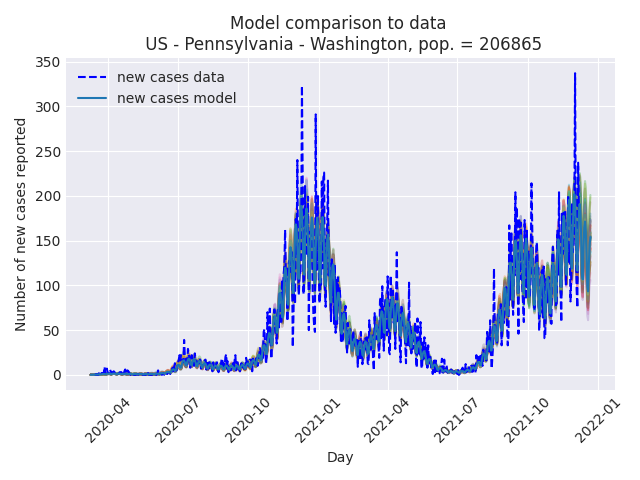 Model comparison to data
US - Pennsylvania - Washington, pop. = 206865
new cases data
new cases model
Number of new cases reported
350
300
250
200
150
100
50
0
2020-04
2020-07
2020-10
2021-01
2021-04
2021-07
2021-10
2022-01
Day